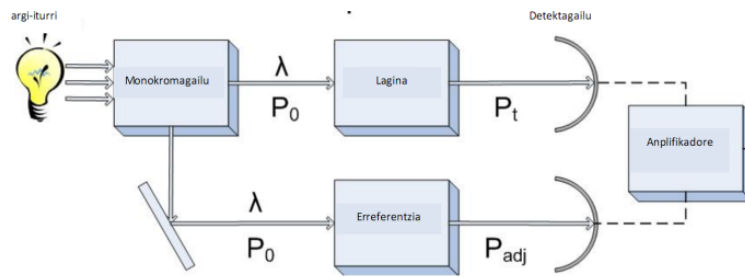 argi-iturri
Detektagailu
Monokromagailu
λ
P0
Lagina
Pt
Anplifikadore
λ
P0
Erreferentzia
Padj